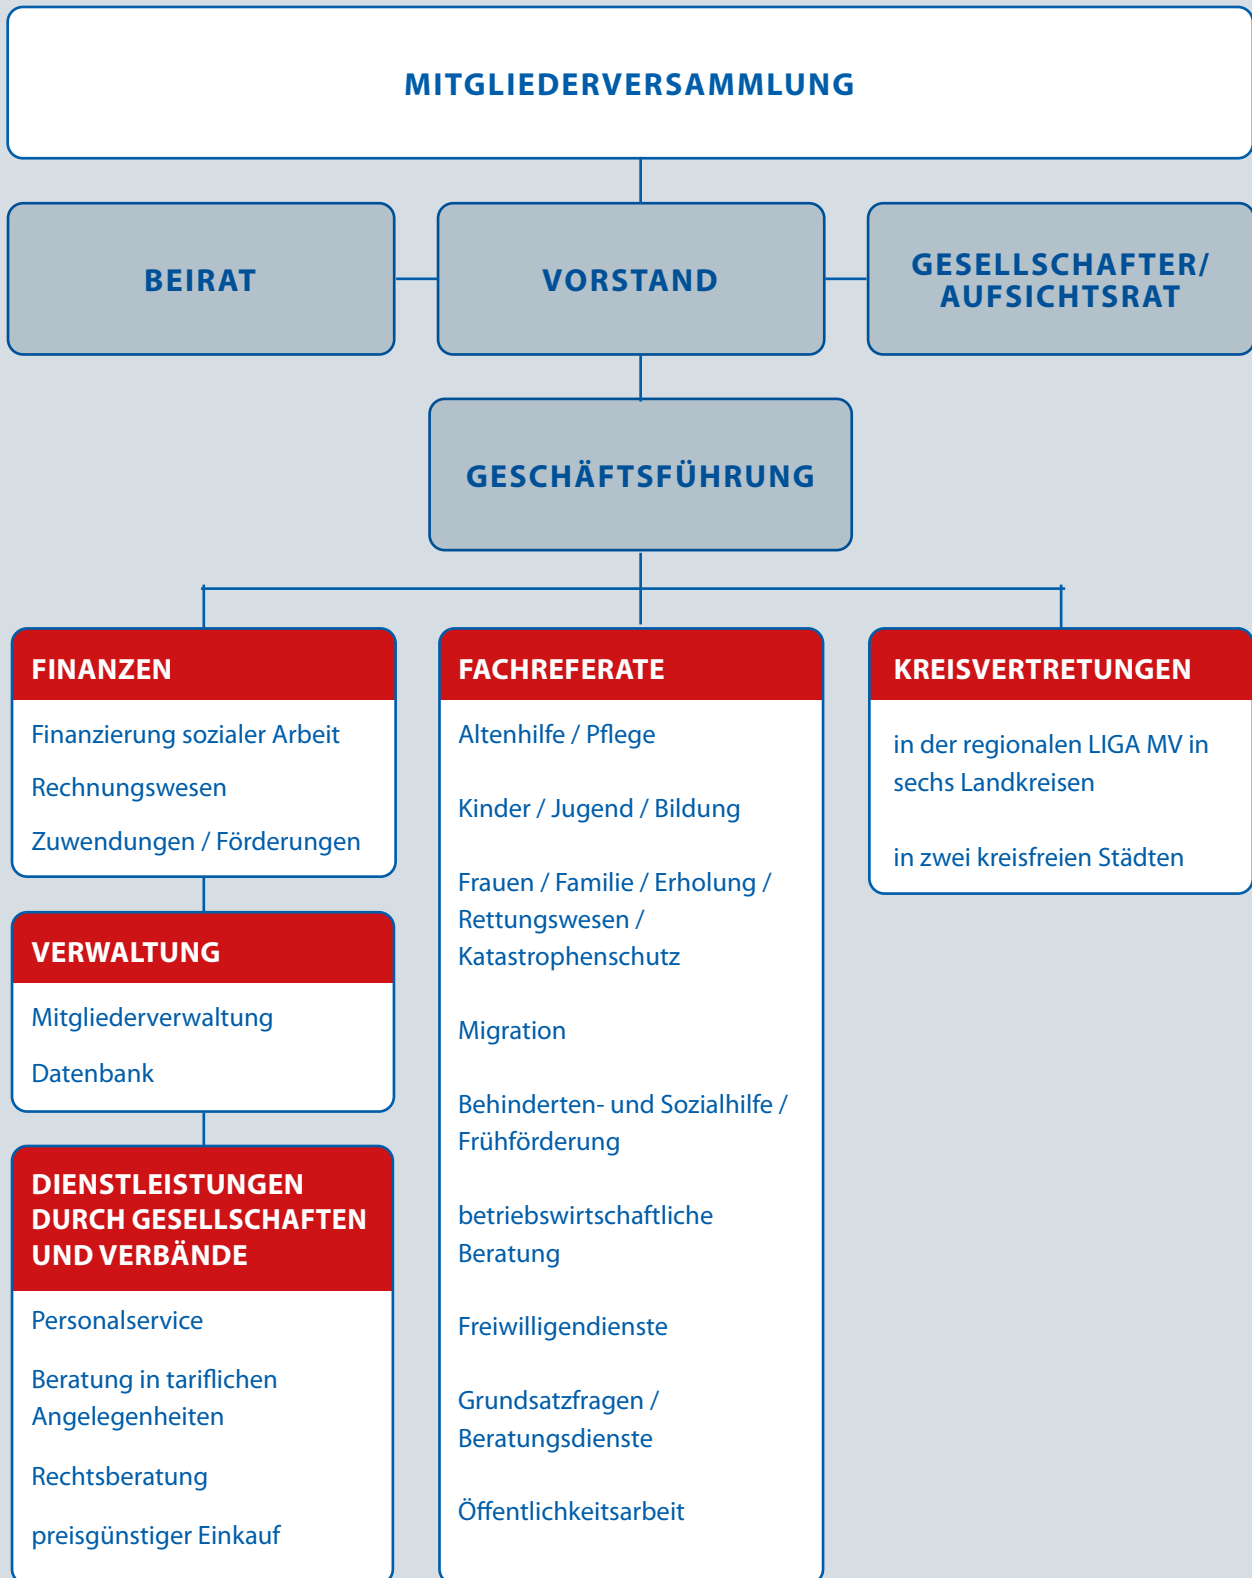 MITGLIEDERVERSAMMLUNG
BEIRAT
VORSTAND
GESELLSCHAFTER/
AUFSICHTSRAT
GESCHÄFTSFÜHRUNG
FINANZEN
Finanzierung sozialer Arbeit
Rechnungswesen
Zuwendungen / Förderungen
VERWALTUNG
Mitgliederverwaltung
Datenbank
DIENSTLEISTUNGEN
DURCH GESELLSCHAFTEN
UND VERBÄNDE
Personalservice
Beratung in tariflichen
Angelegenheiten
Rechtsberatung
preisgünstiger Einkauf
FACHREFERATE
Altenhilfe / Pflege
Kinder / Jugend / Bildung
Frauen / Familie / Erholung /
Rettungswesen /
Katastrophenschutz
Migration
Behinderten- und Sozialhilfe /
Frühförderung
betriebswirtschaftliche
Beratung
Freiwilligendienste
Grundsatzfragen /
Beratungsdienste
Öffentlichkeitsarbeit
KREISVERTRETUNGEN
in der regionalen LIGA MV in
sechs Landkreisen
in zwei kreisfreien Städten